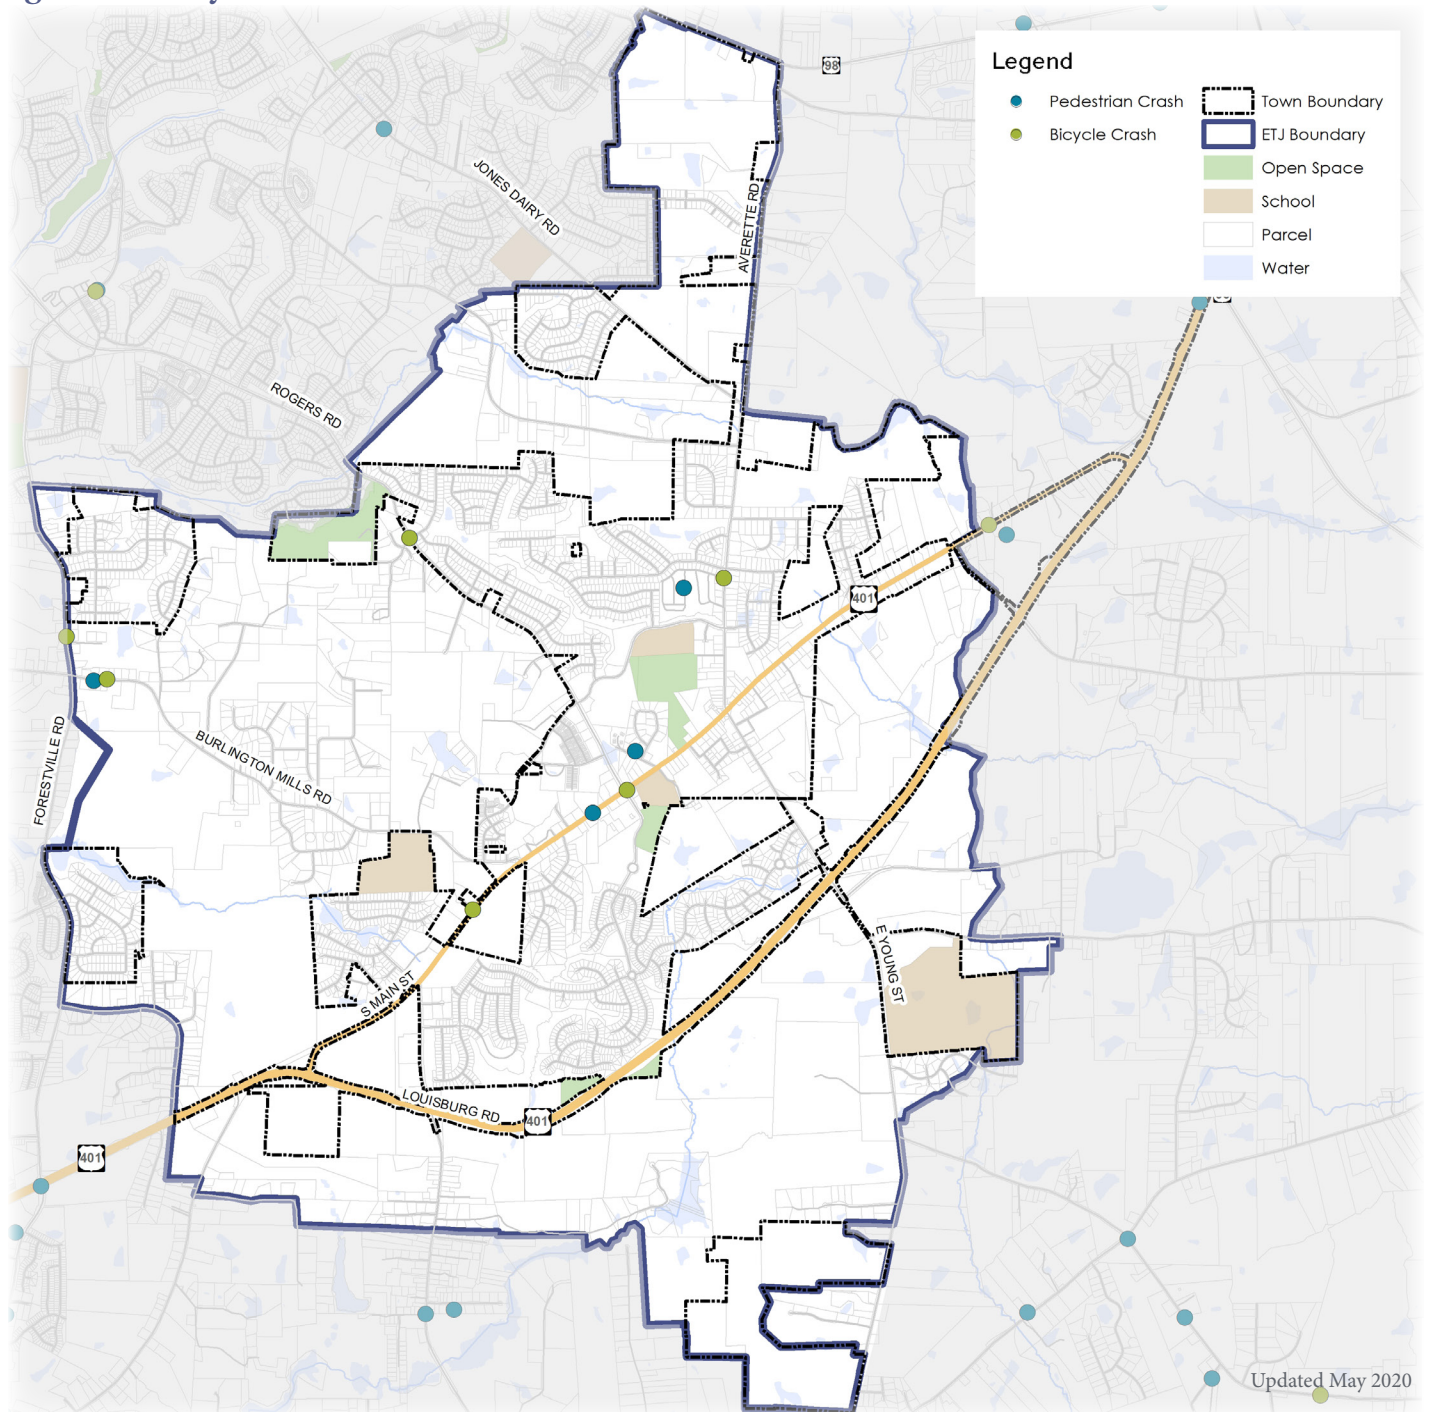 98
Legend
Pedestrian Crash
Bicycle Crash
Town Boundary
ETJ Boundary
Open Space
School
Parcel
Water
JONES DAIRY RD
AVERETTE RD
ROGERS RD
401
FORESTVILLE RD
BURLINGTON MILLS RD
E YOUNG ST
S MAIN ST
LOUISBURG RD
401
401
Updated May 2020